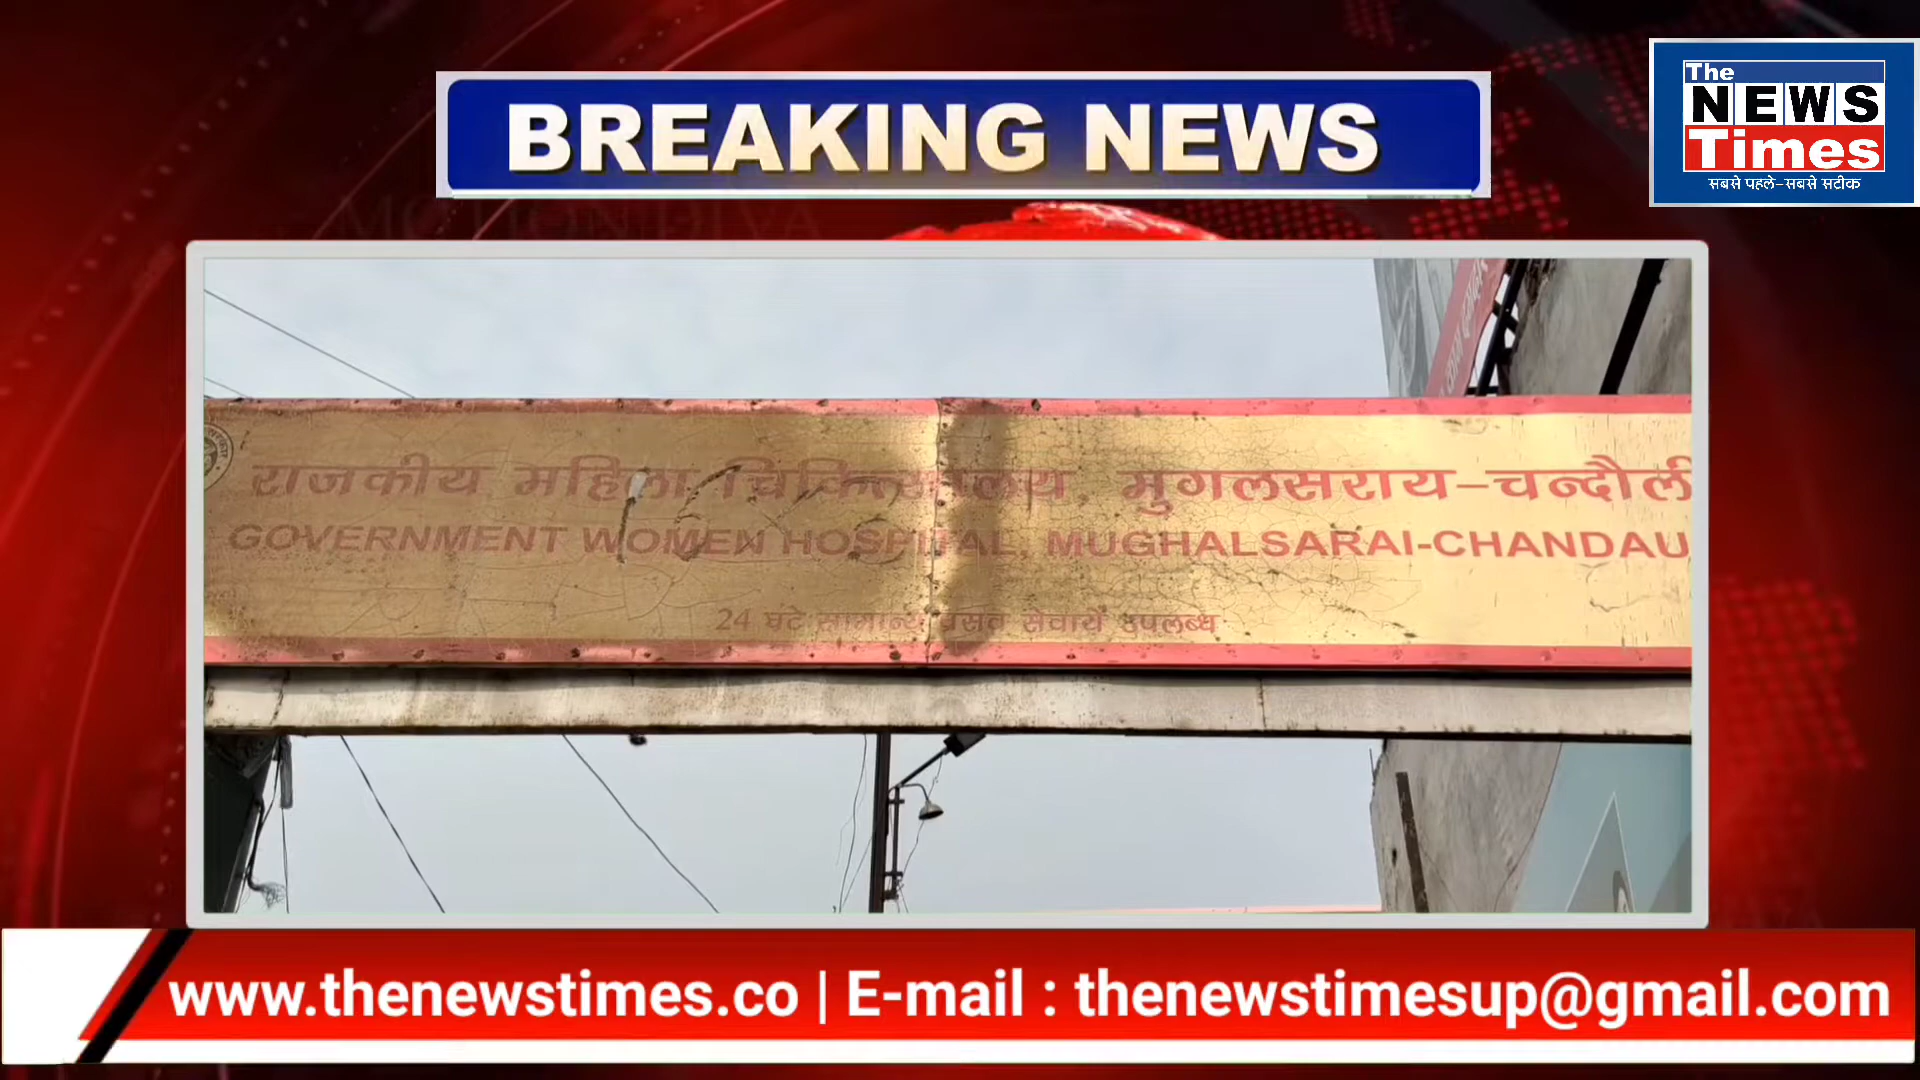 BREAKING NEWS
The
NEWS
Times
सबसे पहले-सबसे सटीक
राजकीय महिला चिकित्सालय, मुगलसराय-चन्दौली
GOVERNMENT WOMEN HOSPITAL, MUGHALSARAI-CHANDAU
24 घंटे सामान्य प्रसव सेवायें उपलब्ध
www.thenewstimes.co | E-mail : thenewstimesup@gmail.com